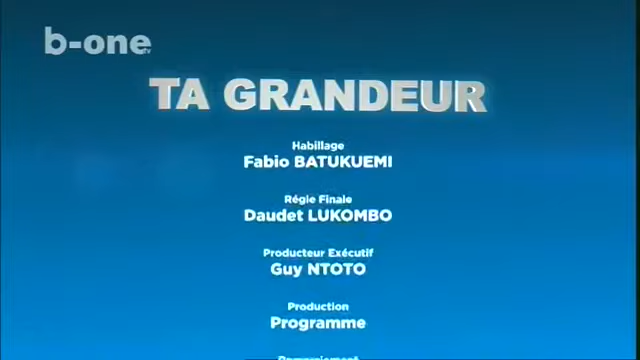 b-one
TA GRANDEUR
Habillage
Fabio BATUKUEMI
Régie Finale
Daudet LUKOMBO
Producteur Exécutif
Guy NTOTO
Production
Programme